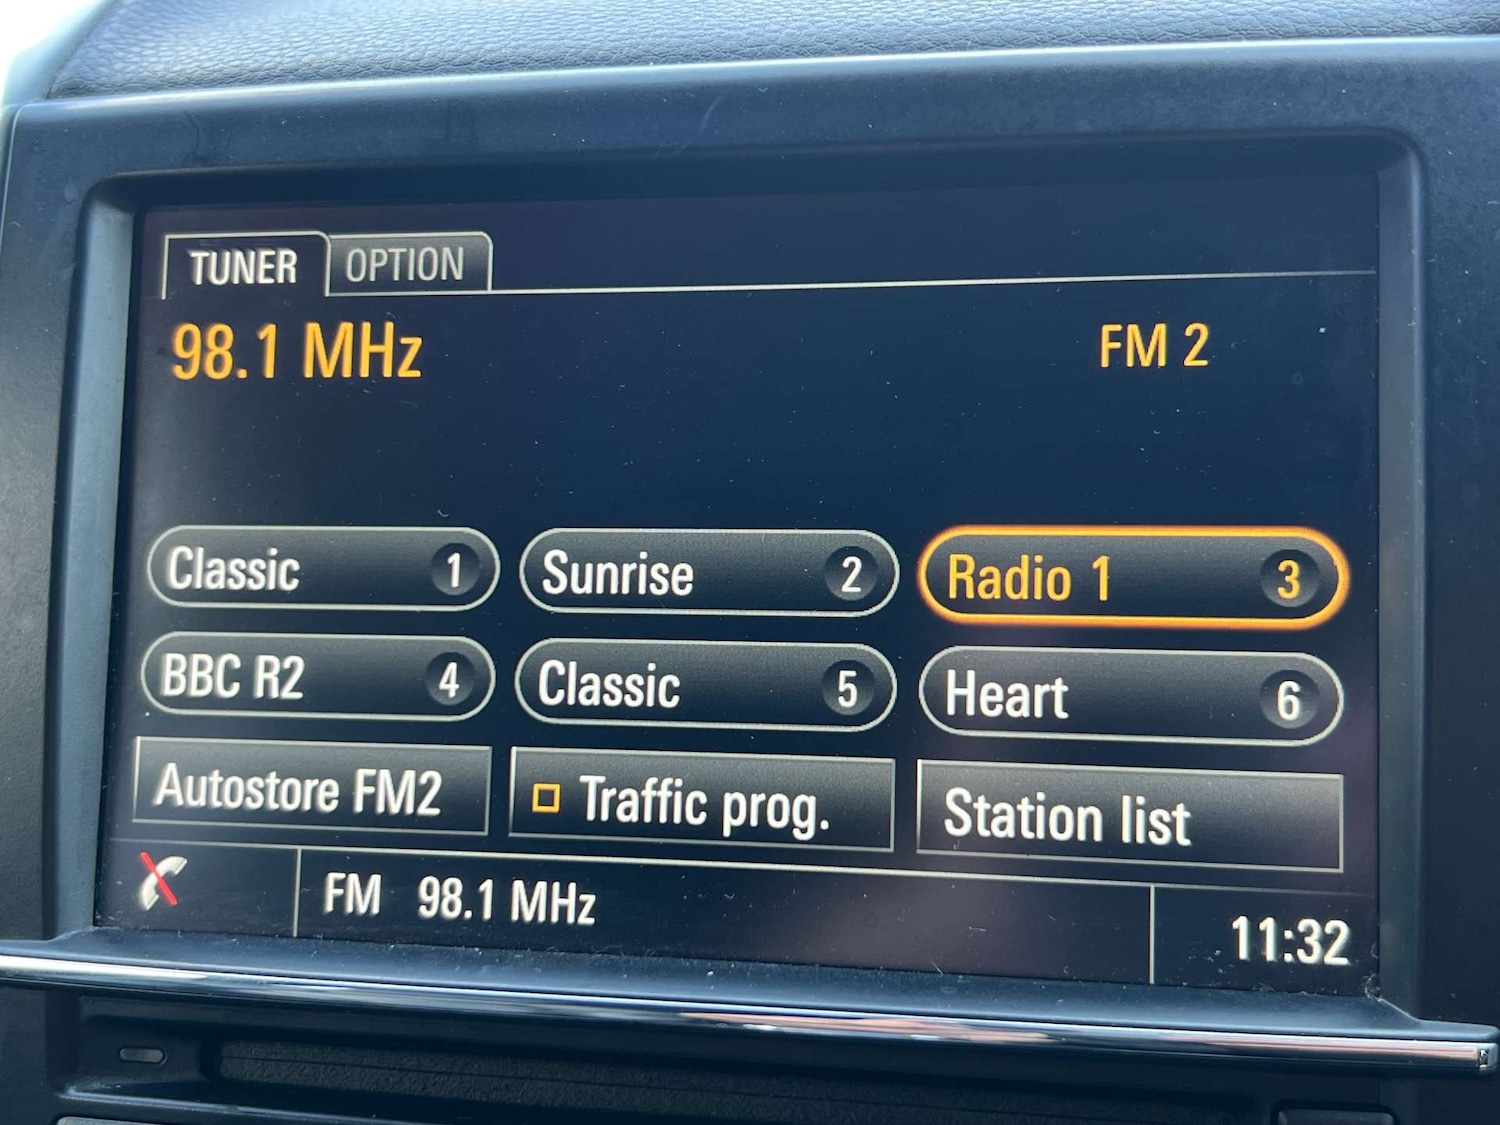 TUNER OPTION
98.1 MHz FM 2
Classic 1 Sunrise 2 Radio 1 3
BBC R2 4 Classic 5 Heart 6
Autostore FM2 Traffic prog. Station list
FM 98.1 MHz 11:32